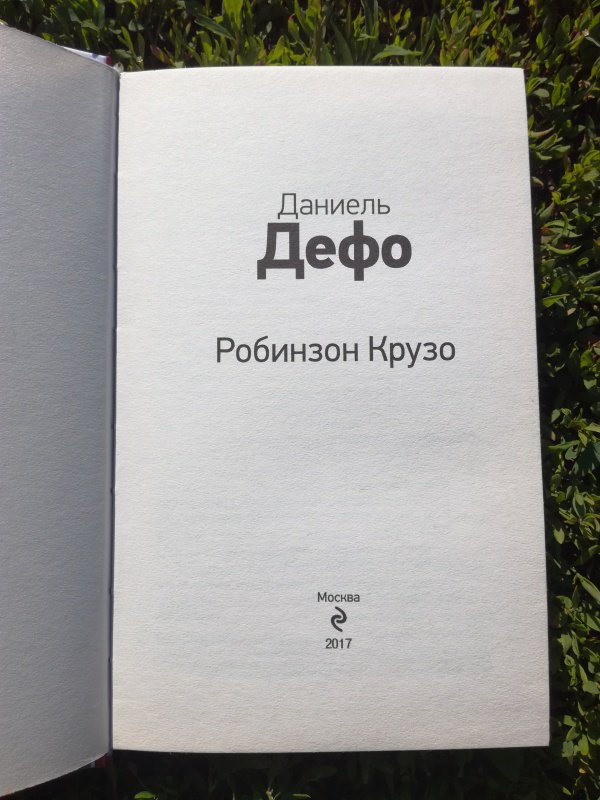 Даниель
Дефо
Робинзон Крузо
Москва
2017